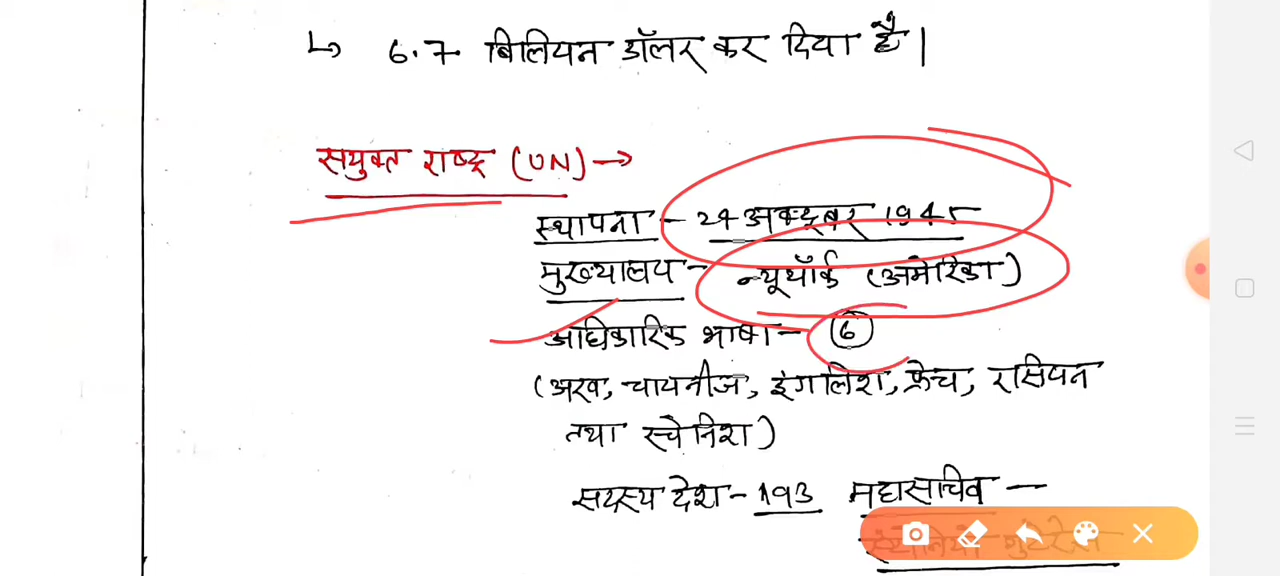 ↳ 6.7 बिलियन डॉलर कर दिया है।
सयुक्त राष्ट्र (UN) →
स्थापना - 24 अक्टूबर 1945
मुख्यालय - न्यूयॉर्क (अमेरिका)
आधिकारिक भाषा - 6
(अरब, चायनीज, इंगलिश, फ्रेंच, रासियन
तथा स्पेनिश)
सदस्य देश - 193 महासचिव —